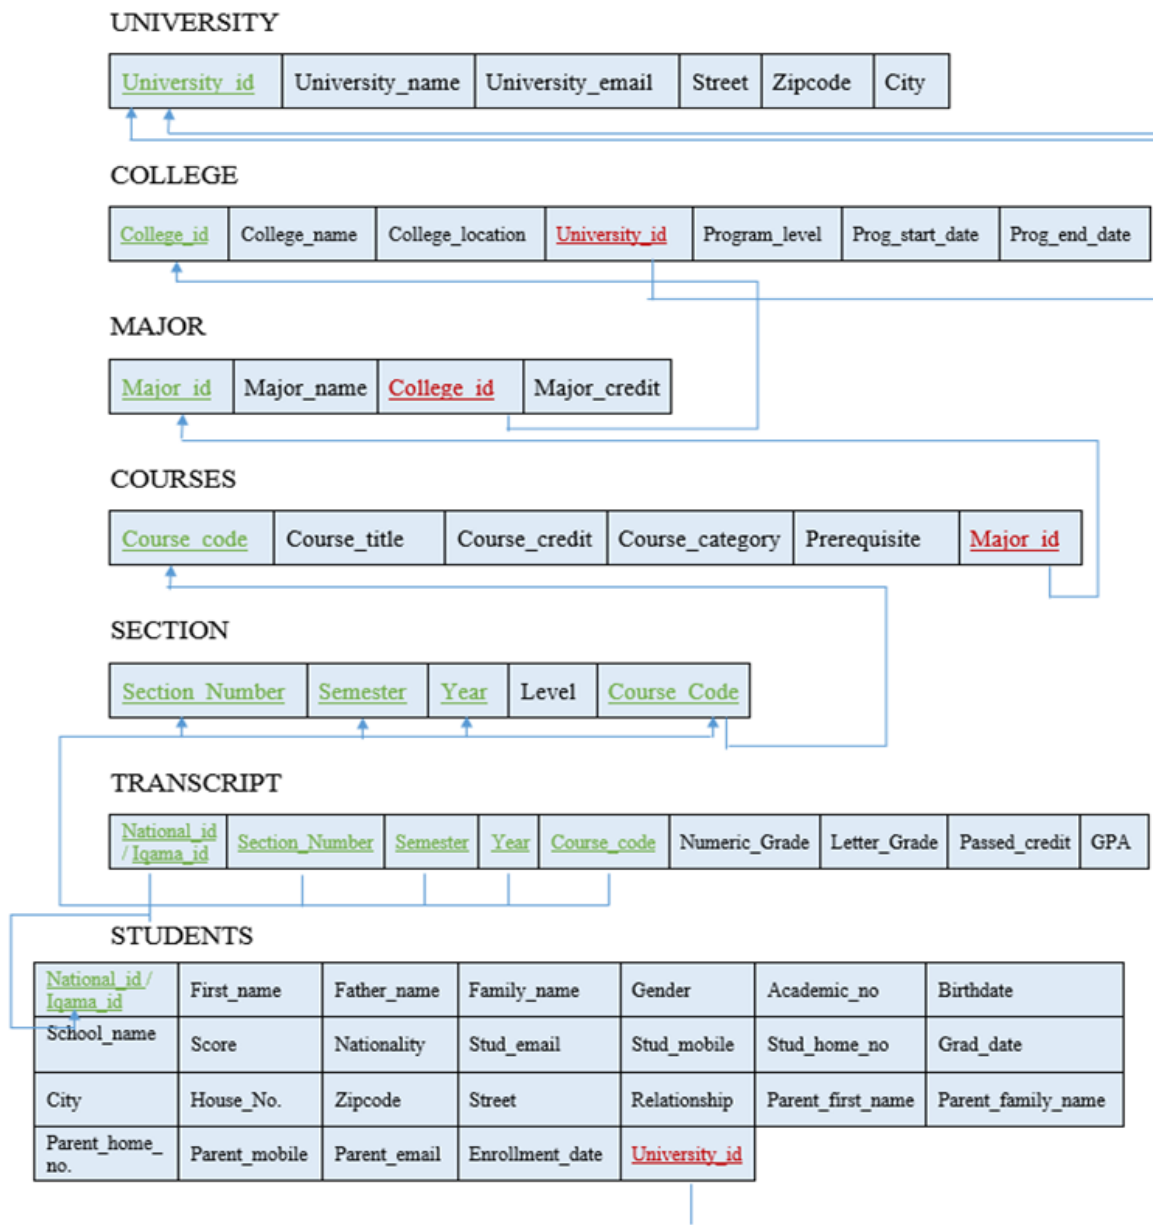 UNIVERSITY
University_id University_name University_email Street Zipcode City
COLLEGE
College_id College_name College_location University_id Program_level Prog_start_date Prog_end_date
MAJOR
Major_id Major_name College_id Major_credit
COURSES
Course_code Course_title Course_credit Course_category Prerequisite Major_id
SECTION
Section_Number Semester Year Level Course_Code
TRANSCRIPT
National_id / Iqama_id Section_Number Semester Year Course_code Numeric_Grade Letter_Grade Passed_credit GPA
STUDENTS
National_id / Iqama_id First_name Father_name Family_name Gender Academic_no Birthdate
School_name Score Nationality Stud_email Stud_mobile Stud_home_no Grad_date
City House_No. Zipcode Street Relationship Parent_first_name Parent_family_name
Parent_home_no. Parent_mobile Parent_email Enrollment_date University_id